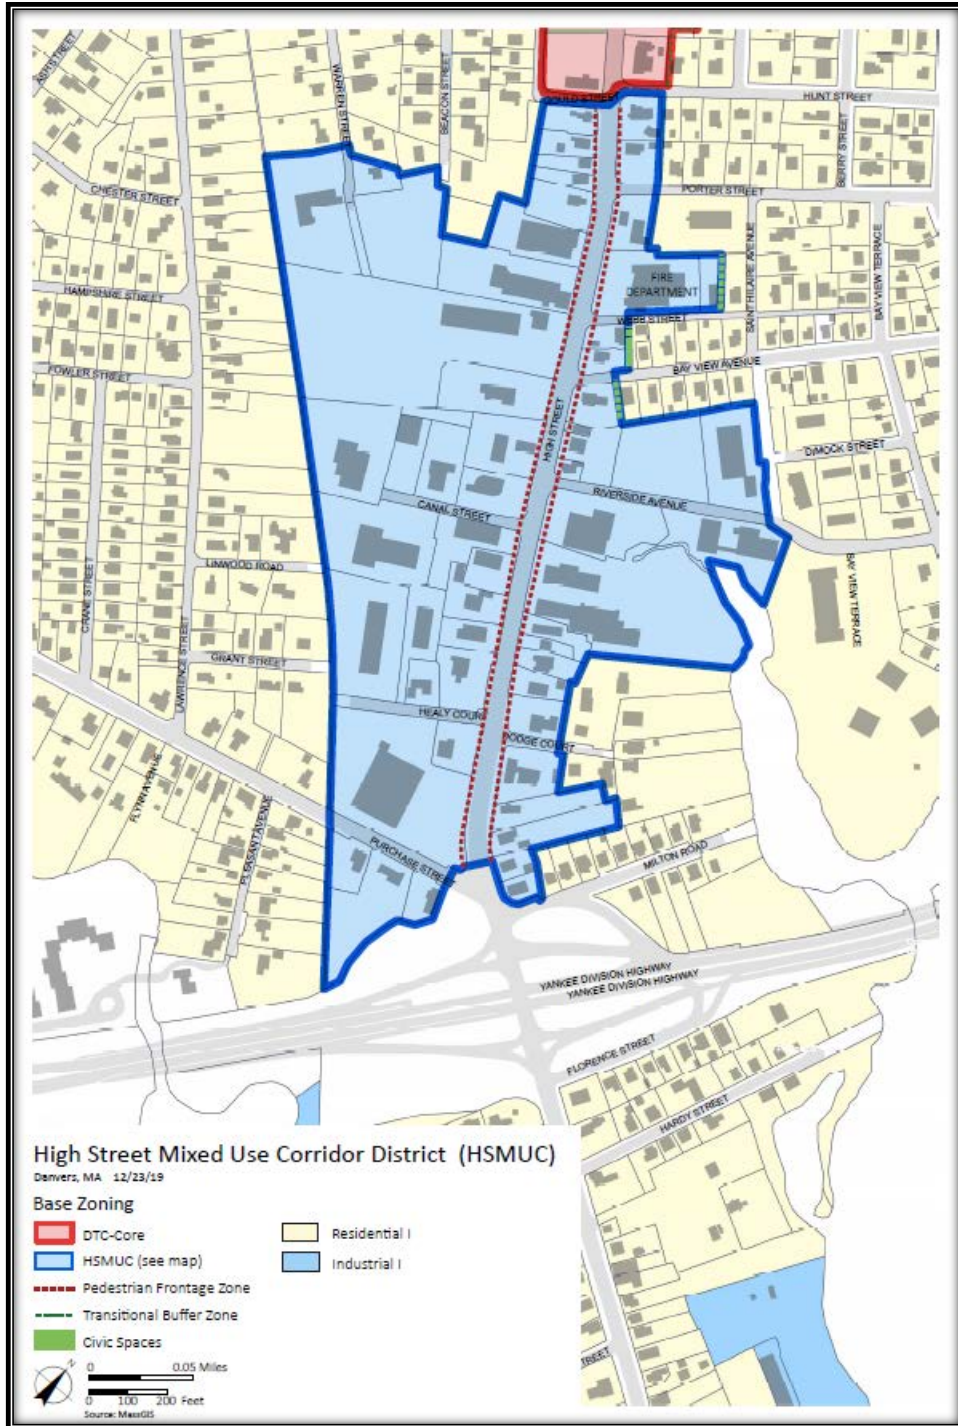 ASH STREET
WARREN STREET
BEACON STREET
GOULD STREET
HUNT STREET
BERRY STREET
CHESTER STREET
PORTER STREET
SAINT HILAIRE AVENUE
BAY VIEW TERRACE
FIRE
DEPARTMENT
HAMPSHIRE STREET
WEBB STREET
BAY VIEW AVENUE
FOWLER STREET
HIGH STREET
DIMOCK STREET
RIVERSIDE AVENUE
CANAL STREET
LINWOOD ROAD
CRANE STREET
BAY VIEW TERRACE
LAWRENCE STREET
GRANT STREET
HEALY COURT
DODGE COURT
FLYNN AVENUE
PLEASANT AVENUE
PURCHASE STREET
MILTON ROAD
YANKEE DIVISION HIGHWAY
YANKEE DIVISION HIGHWAY
FLORENCE STREET
HARDY STREET
STREET
High Street Mixed Use Corridor District (HSMUC)
Danvers, MA 12/23/19
Base Zoning
DTC-Core
HSMUC (see map)
Pedestrian Frontage Zone
Transitional Buffer Zone
Civic Spaces
Residential I
Industrial I
N
0 0.05 Miles
0 100 200 Feet
Source: MassGIS